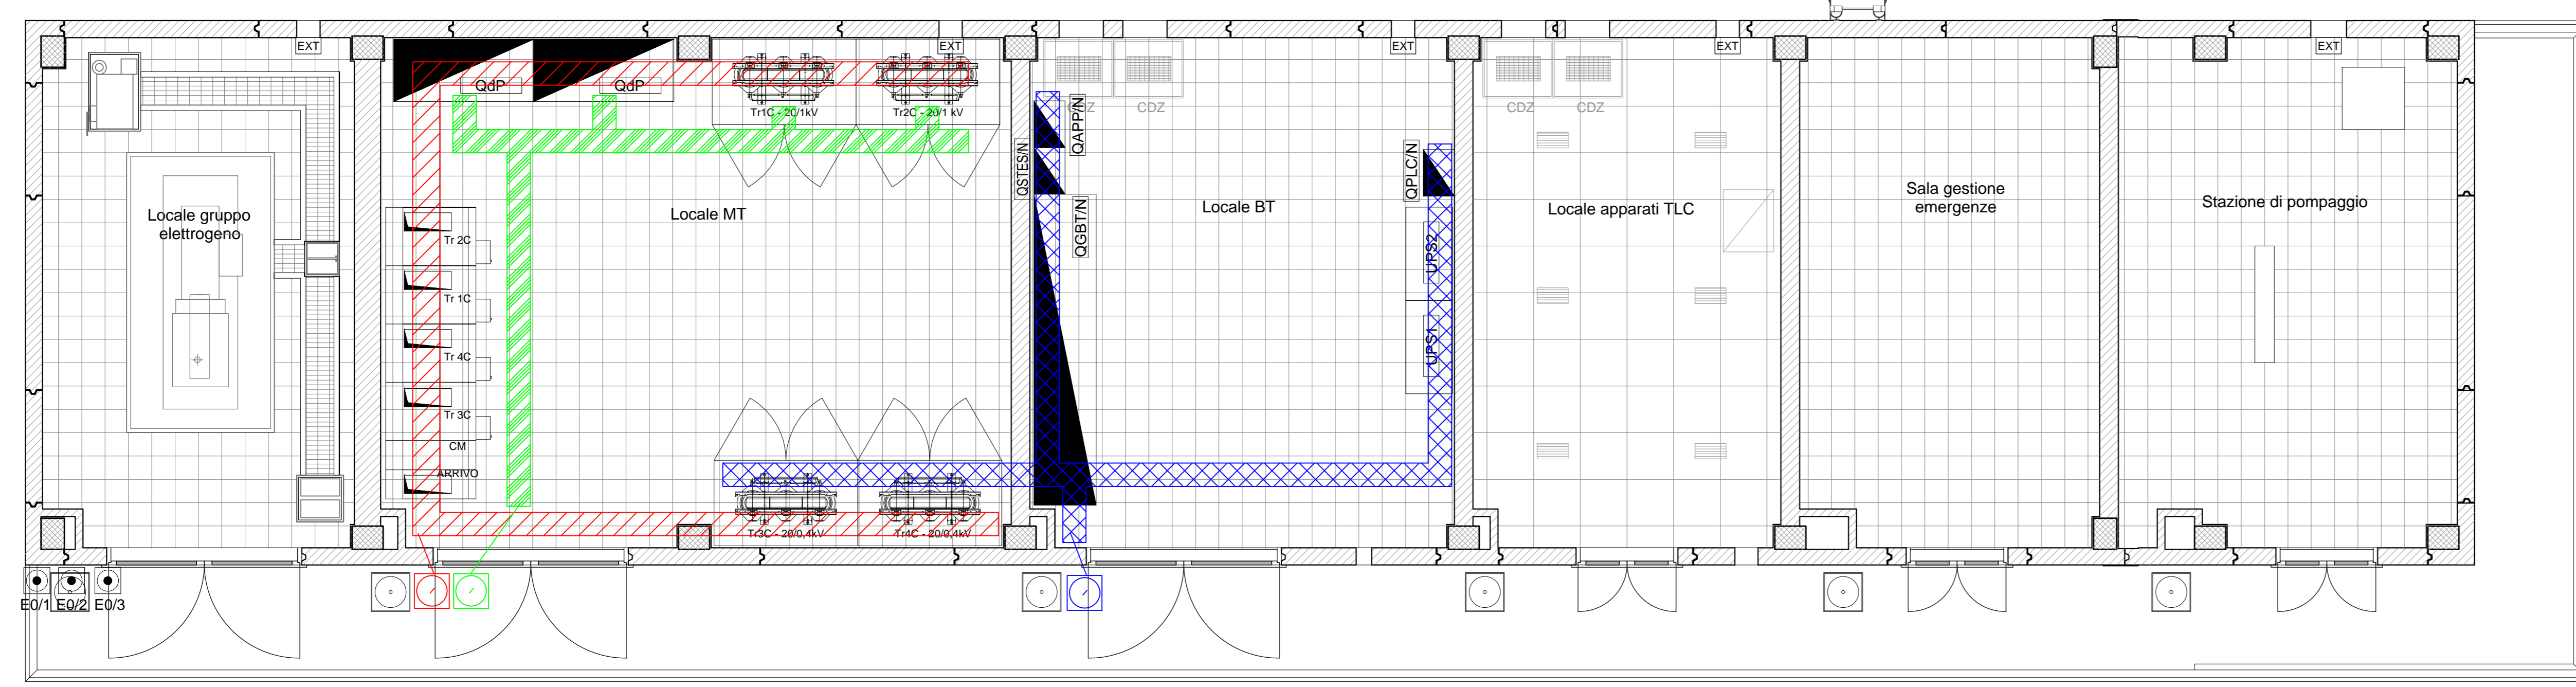 EXT
EXT
EXT
EXT
EXT
QdP
QdP
Tr1C - 20/1kV
Tr2C - 20/1 kV
CDZ
CDZ
CDZ
CDZ
QAPP/N
QSTES/N
QGBT/N
QPLC/N
UPS2
UPS1
Locale gruppo
elettrogeno
Locale MT
Locale BT
Locale apparati TLC
Sala gestione
emergenze
Stazione di pompaggio
Tr 2C
Tr 1C
Tr 4C
Tr 3C
CM
ARRIVO
Tr3C - 20/0,4kV
Tr4C - 20/0,4kV
E0/1
E0/2
E0/3